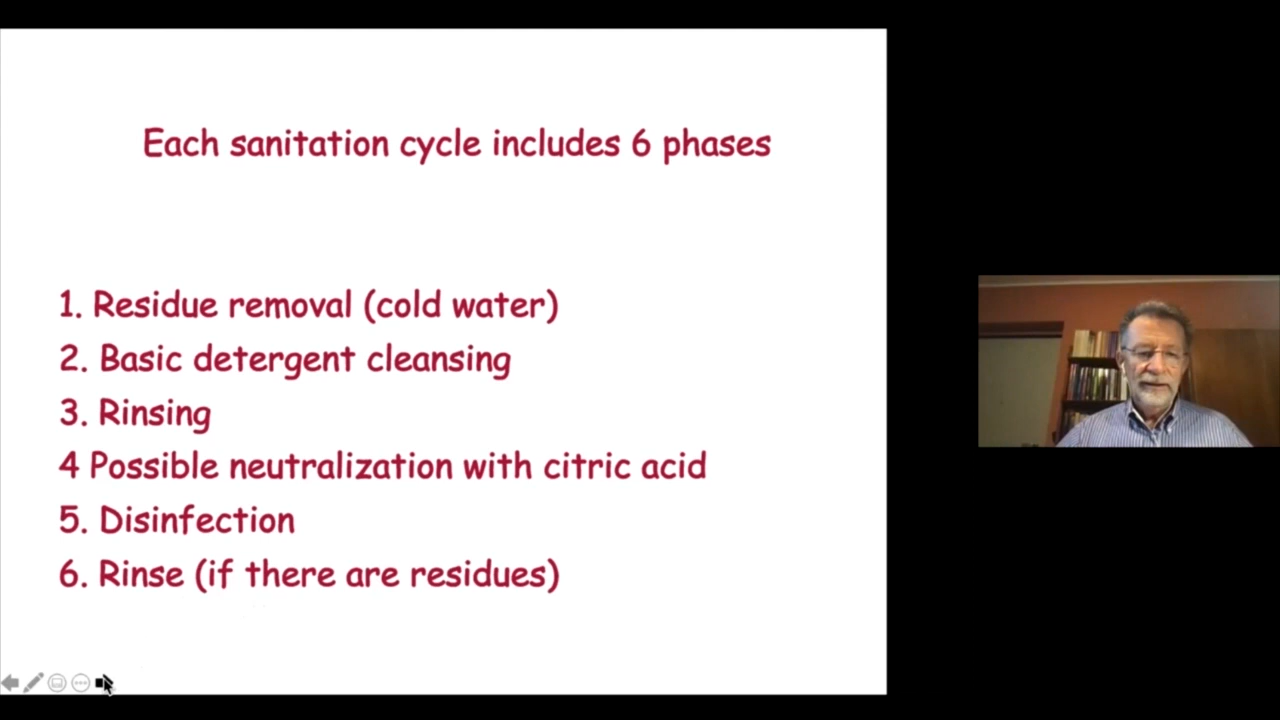 Each sanitation cycle includes 6 phases
1. Residue removal (cold water)
2. Basic detergent cleansing
3. Rinsing
4 Possible neutralization with citric acid
5. Disinfection
6. Rinse (if there are residues)